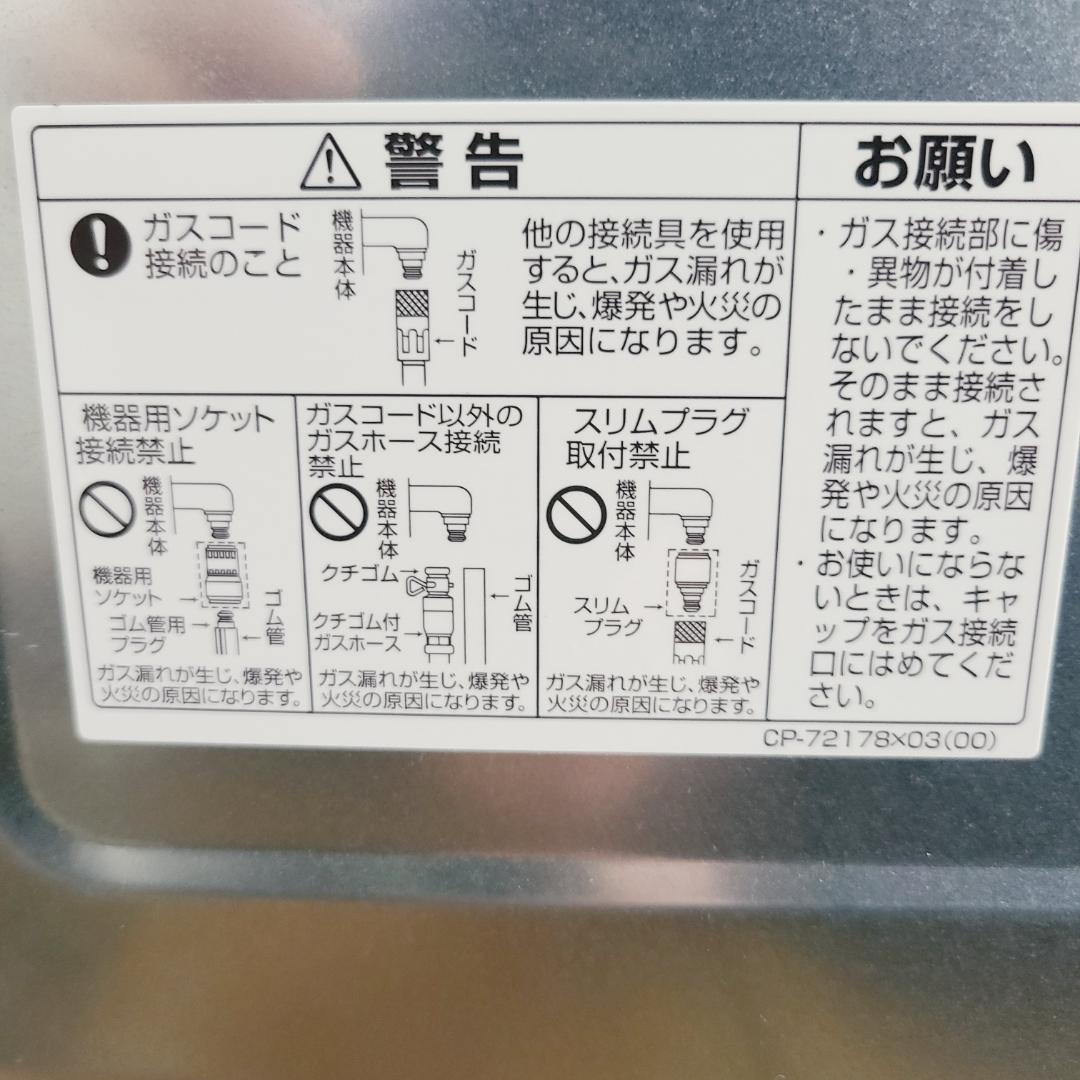 警告
ガスコード
接続のこと
機器本体
ガスコード
他の接続具を使用
すると、ガス漏れが
生じ、爆発や火災の
原因になります。
機器用ソケット
接続禁止
機器本体
機器用
ソケット
ゴム管用
プラグ
ゴム管
ガス漏れが生じ、爆発や
火災の原因になります。
ガスコード以外の
ガスホース接続
禁止
機器本体
クチゴム
クチゴム付
ガスホース
ゴム管
ガス漏れが生じ、爆発や
火災の原因になります。
スリムプラグ
取付禁止
機器本体
スリム
プラグ
ガスコード
ガス漏れが生じ、爆発や
火災の原因になります。
お願い
・ガス接続部に傷
・異物が付着し
たまま接続をし
ないでください。
そのまま接続さ
れますと、ガス
漏れが生じ、爆
発や火災の原因
になります。
・お使いにならな
いときは、キャ
ップをガス接続
口にはめてくだ
さい。
CP-72178×03(00)